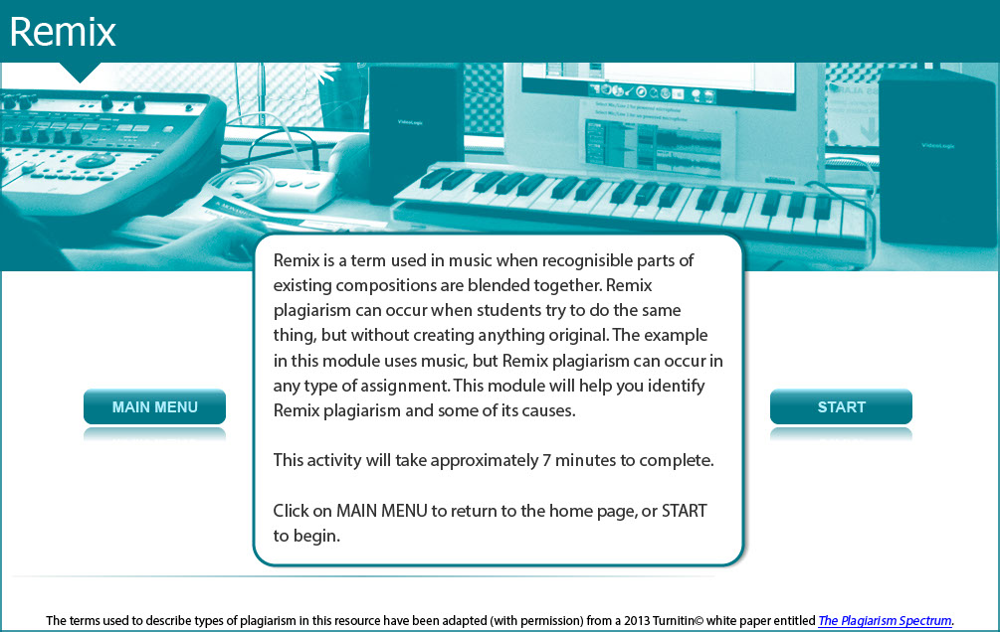 Remix
VideoLogic
VideoLogic
Remix is a term used in music when recognisible parts of
existing compositions are blended together. Remix
plagiarism can occur when students try to do the same
thing, but without creating anything original. The example
in this module uses music, but Remix plagiarism can occur in
any type of assignment. This module will help you identify
Remix plagiarism and some of its causes.
This activity will take approximately 7 minutes to complete.
Click on MAIN MENU to return to the home page, or START
to begin.
MAIN MENU
START
The terms used to describe types of plagiarism in this resource have been adapted (with permission) from a 2013 Turnitin© white paper entitled The Plagiarism Spectrum.